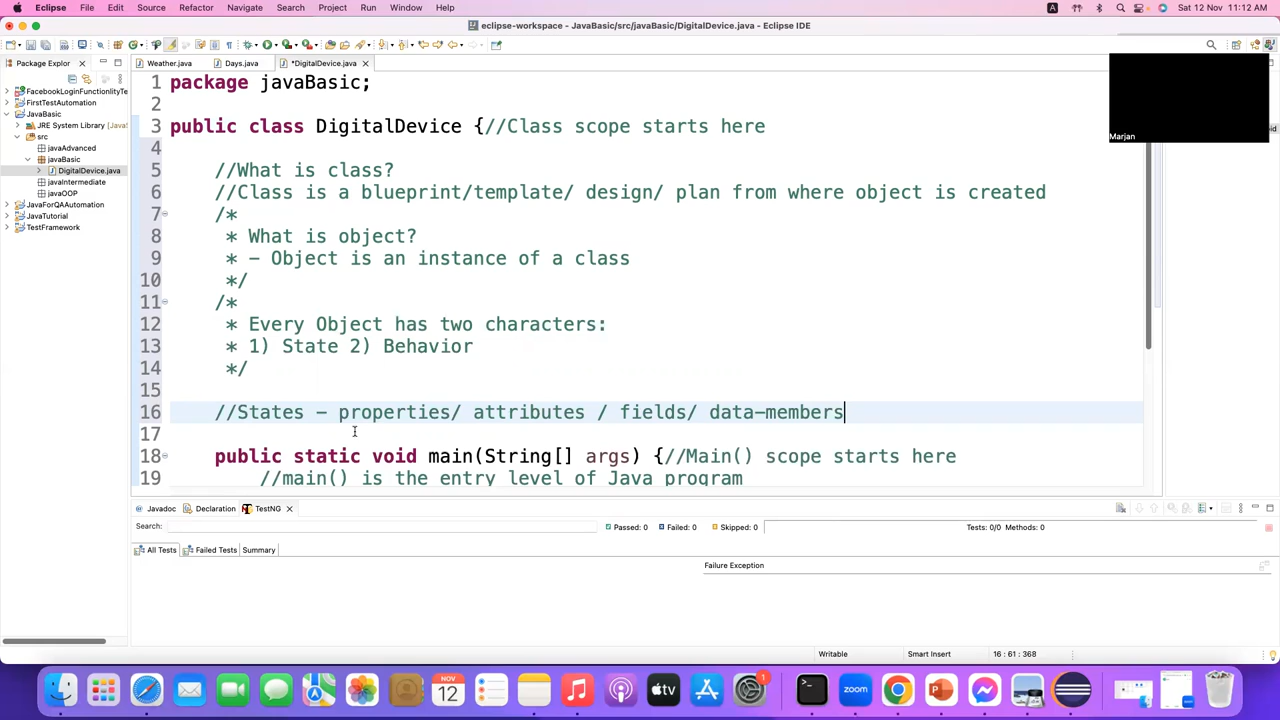 Eclipse File Edit Source Refactor Navigate Search Project Run Window Help
A Sat 12 Nov 11:12 AM
eclipse-workspace - JavaBasic/src/javaBasic/DigitalDevice.java - Eclipse IDE
Package Explor
Weather.java Days.java *DigitalDevice.java
FacebookLoginFunctionlityTe
FirstTestAutomation
JavaBasic
JRE System Library [JavaS
src
javaAdvanced
javaBasic
DigitalDevice.java
javaIntermediate
javaOOP
JavaForQAAutomation
JavaTutorial
TestFramework
1 package javaBasic;
2
3 public class DigitalDevice {//Class scope starts here
4
5 //What is class?
6 //Class is a blueprint/template/ design/ plan from where object is created
7 /*
8 * What is object?
9 * - Object is an instance of a class
10 */
11 /*
12 * Every Object has two characters:
13 * 1) State 2) Behavior
14 */
15
16 //States - properties/ attributes / fields/ data-members
17
18 public static void main(String[] args) {//Main() scope starts here
19 //main() is the entry level of Java program
Marjan
Javadoc Declaration TestNG
Search: Passed: 0 Failed: 0 Skipped: 0 Tests: 0/0 Methods: 0
All Tests Failed Tests Summary
Failure Exception
Writable Smart Insert 16 : 61 : 368
NOV
12
tv
1
zoom